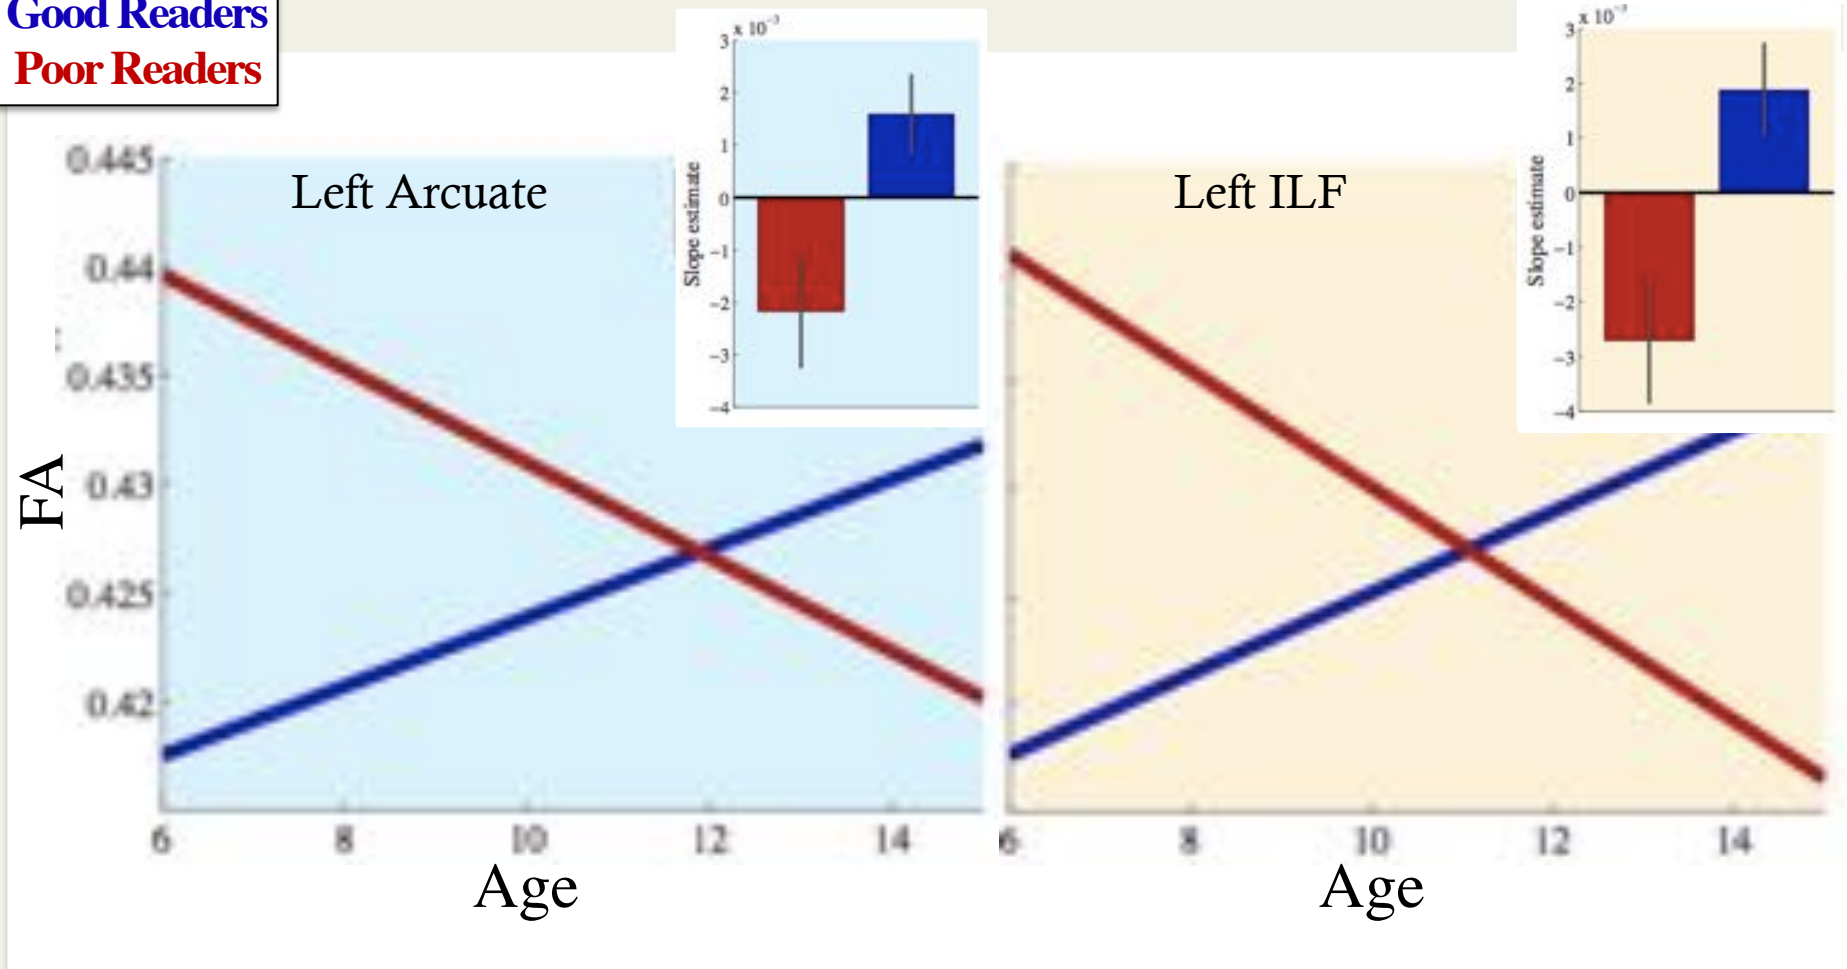 Good Readers
Poor Readers
Left Arcuate
FA
0.445
0.44
0.435
0.43
0.425
0.42
6 8 10 12 14
Age
x 10⁻³
Slope estimate
3
2
1
0
−1
−2
−3
−4
Left ILF
6 8 10 12 14
Age
x 10⁻³
Slope estimate
3
2
1
0
−1
−2
−3
−4